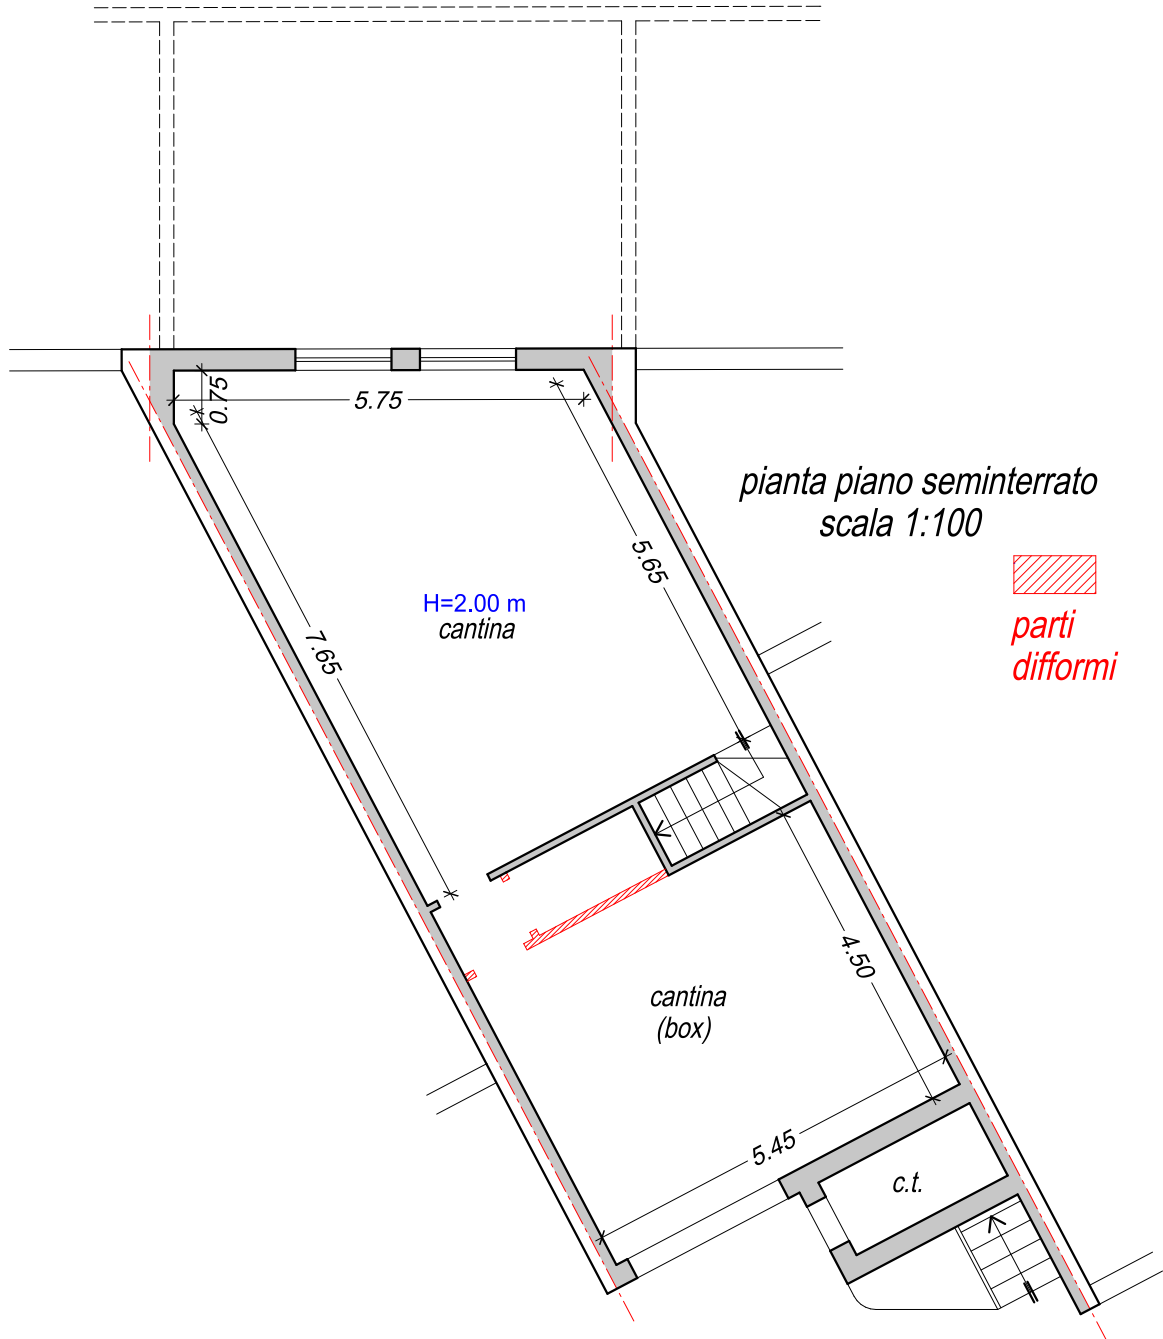 0.75
5.75
pianta piano seminterrato
scala 1:100
5.65
H=2.00 m
cantina
parti
difformi
7.65
4.50
cantina
(box)
5.45
c.t.